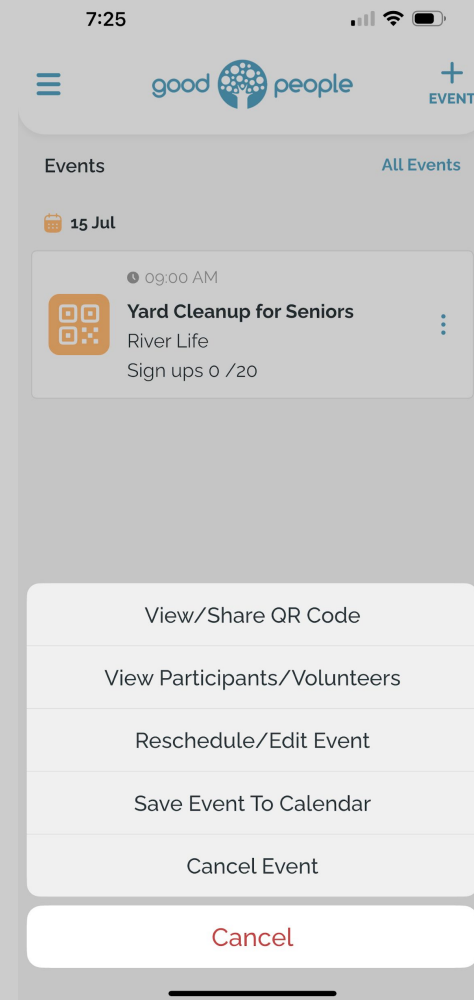 7:25
good people
EVENT
Events
All Events
15 Jul
09:00 AM
Yard Cleanup for Seniors
River Life
Sign ups 0 /20
View/Share QR Code
View Participants/Volunteers
Reschedule/Edit Event
Save Event To Calendar
Cancel Event
Cancel